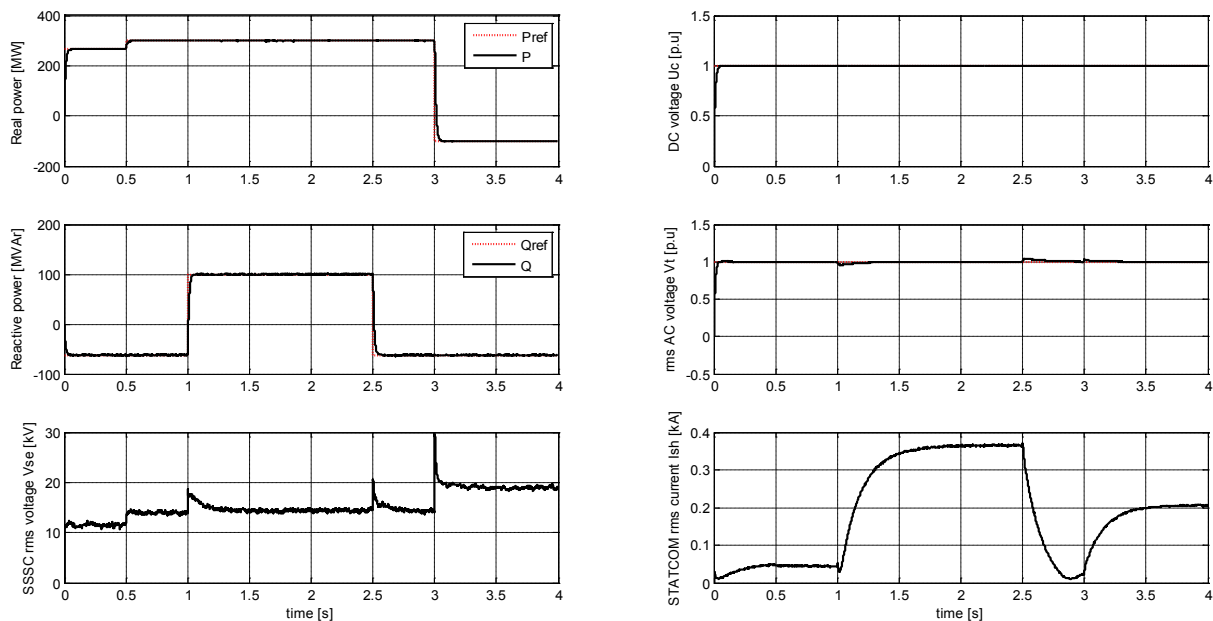 400
200
0
-200
Real power [MW]
Pref
P
0 0.5 1 1.5 2 2.5 3 3.5 4
1.5
1
0.5
0
DC voltage Uc [p.u]
0 0.5 1 1.5 2 2.5 3 3.5 4
200
100
0
-100
Reactive power [MVAr]
Qref
Q
0 0.5 1 1.5 2 2.5 3 3.5 4
1.5
1
0.5
0
-0.5
rms AC voltage Vt [p.u]
0 0.5 1 1.5 2 2.5 3 3.5 4
30
20
10
0
SSSC rms voltage Vse [kV]
0 0.5 1 1.5 2 2.5 3 3.5 4
time [s]
0.4
0.3
0.2
0.1
0
STATCOM rms current Ish [kA]
0 0.5 1 1.5 2 2.5 3 3.5 4
time [s]